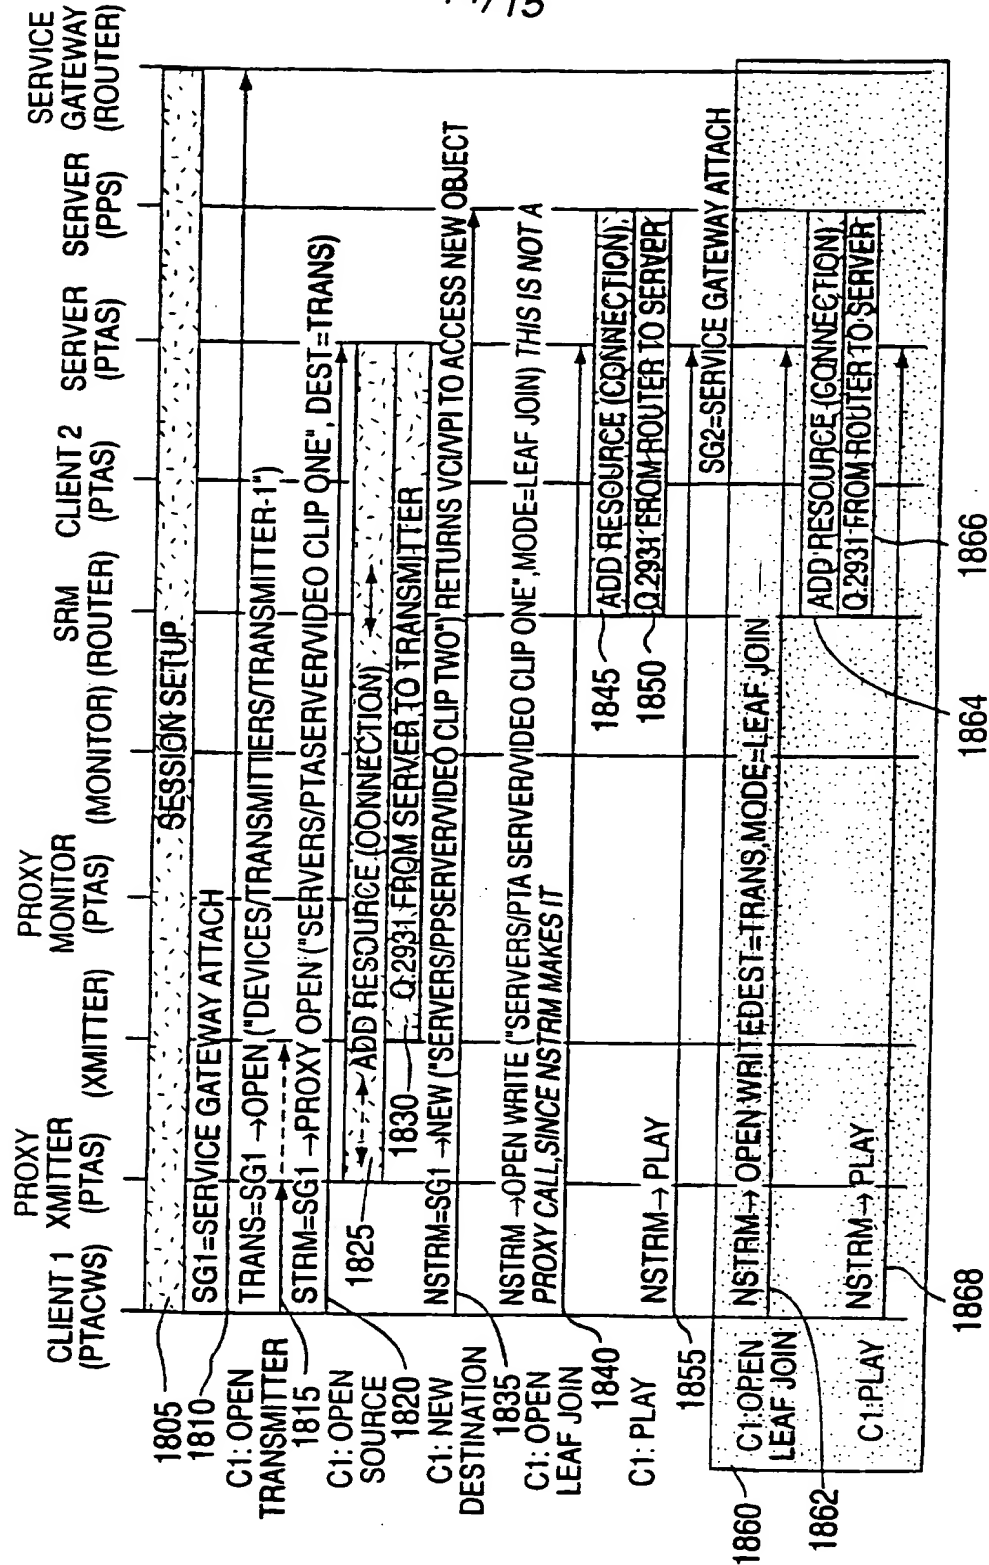 /15
CLIENT 1
(PTACWS)
PROXY
XMITTER
(PTAS)
(XMITTER)
PROXY
MONITOR
(PTAS)
(MONITOR)
SRM
(ROUTER)
CLIENT 2
(PTAS)
SERVER
(PTAS)
SERVER
(PPS)
SERVICE
GATEWAY
(ROUTER)
SESSION SETUP
1805
1810
SG1=SERVICE GATEWAY ATTACH
C1: OPEN
TRANSMITTER
TRANS=SG1 →OPEN ("DEVICES/TRANSMITTIERS/TRANSMITTER-1")
1815
C1: OPEN
SOURCE
STRM=SG1 →PROXY OPEN ("SERVERS/PTASERVER/VIDEO CLIP ONE", DEST=TRANS)
1820
ADD RESOURCE (CONNECTION)
1825
1830
Q.2931 FROM SERVER TO TRANSMITTER
C1: NEW
DESTINATION
NSTRM=SG1 →NEW ("SERVERS/PPSERVER/VIDEO CLIP TWO") RETURNS VCI/VPI TO ACCESS NEW OBJECT
1835
C1: OPEN
LEAF JOIN
NSTRM →OPEN WRITE ("SERVERS/PTA SERVER/VIDEO CLIP ONE",MODE=LEAF JOIN) THIS IS NOT A
PROXY CALL,SINCE NSTRM MAKES IT
1840
1845
ADD RESOURCE (CONNECTION)
1850
Q.2931 FROM ROUTER TO SERVER
C1: PLAY
NSTRM→ PLAY
1855
SG2=SERVICE GATEWAY ATTACH
1860
C1:OPEN
LEAF JOIN
NSTRM→ OPEN WRITEDEST=TRANS,MODE=LEAF JOIN
1862
ADD RESOURCE (CONNECTION)
Q.2931 FROM ROUTER TO SERVER
1864
1866
C1:PLAY
NSTRM→ PLAY
1868